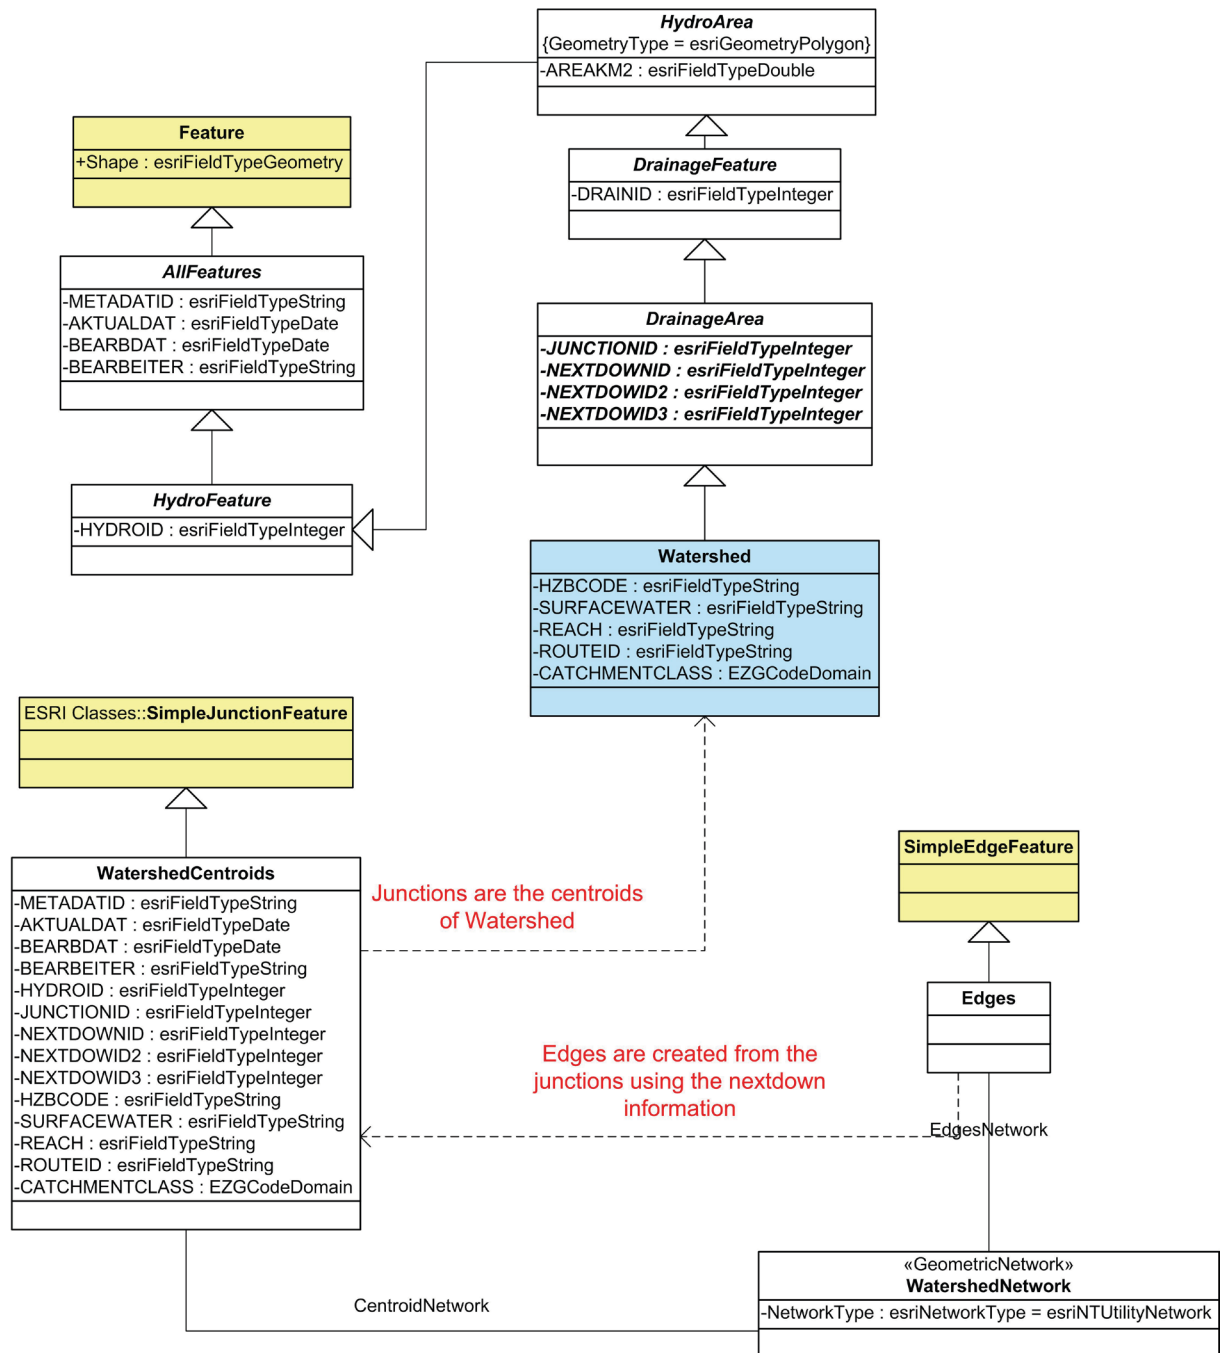 HydroArea
{GeometryType = esriGeometryPolygon}
-AREAKM2 : esriFieldTypeDouble
Feature
+Shape : esriFieldTypeGeometry
DrainageFeature
-DRAINID : esriFieldTypeInteger
AllFeatures
-METADATID : esriFieldTypeString
-AKTUALDAT : esriFieldTypeDate
-BEARBDAT : esriFieldTypeDate
-BEARBEITER : esriFieldTypeString
DrainageArea
-JUNCTIONID : esriFieldTypeInteger
-NEXTDOWNID : esriFieldTypeInteger
-NEXTDOWID2 : esriFieldTypeInteger
-NEXTDOWID3 : esriFieldTypeInteger
HydroFeature
-HYDROID : esriFieldTypeInteger
Watershed
-HZBCODE : esriFieldTypeString
-SURFACEWATER : esriFieldTypeString
-REACH : esriFieldTypeString
-ROUTEID : esriFieldTypeString
-CATCHMENTCLASS : EZGCodeDomain
ESRI Classes::SimpleJunctionFeature
SimpleEdgeFeature
WatershedCentroids
-METADATID : esriFieldTypeString
-AKTUALDAT : esriFieldTypeDate
-BEARBDAT : esriFieldTypeDate
-BEARBEITER : esriFieldTypeString
-HYDROID : esriFieldTypeInteger
-JUNCTIONID : esriFieldTypeInteger
-NEXTDOWNID : esriFieldTypeInteger
-NEXTDOWID2 : esriFieldTypeInteger
-NEXTDOWID3 : esriFieldTypeInteger
-HZBCODE : esriFieldTypeString
-SURFACEWATER : esriFieldTypeString
-REACH : esriFieldTypeString
-ROUTEID : esriFieldTypeString
-CATCHMENTCLASS : EZGCodeDomain
Junctions are the centroids
of Watershed
Edges
Edges are created from the
junctions using the nextdown
information
EdgesNetwork
CentroidNetwork
«GeometricNetwork»
WatershedNetwork
-NetworkType : esriNetworkType = esriNTUtilityNetwork